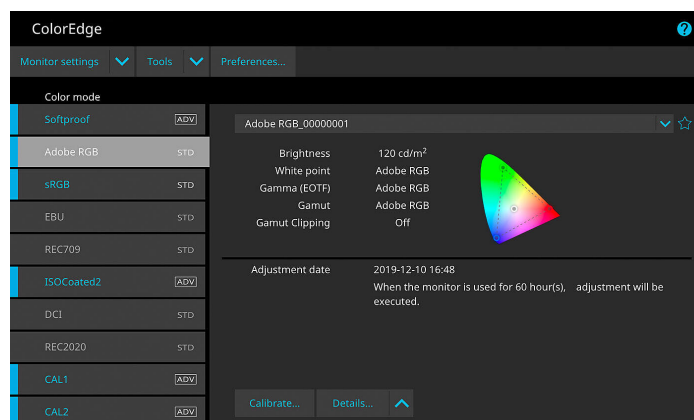 ColorEdge
?
Monitor settings Tools Preferences...
Color mode
Softproof ADV
Adobe RGB STD
sRGB STD
EBU STD
REC709 STD
ISOCoated2 ADV
DCI STD
REC2020 STD
CAL1 ADV
CAL2 ADV
Adobe RGB_00000001
Brightness 120 cd/m²
White point Adobe RGB
Gamma (EOTF) Adobe RGB
Gamut Adobe RGB
Gamut Clipping Off
Adjustment date 2019-12-10 16:48
When the monitor is used for 60 hour(s), adjustment will be
executed.
Calibrate... Details...